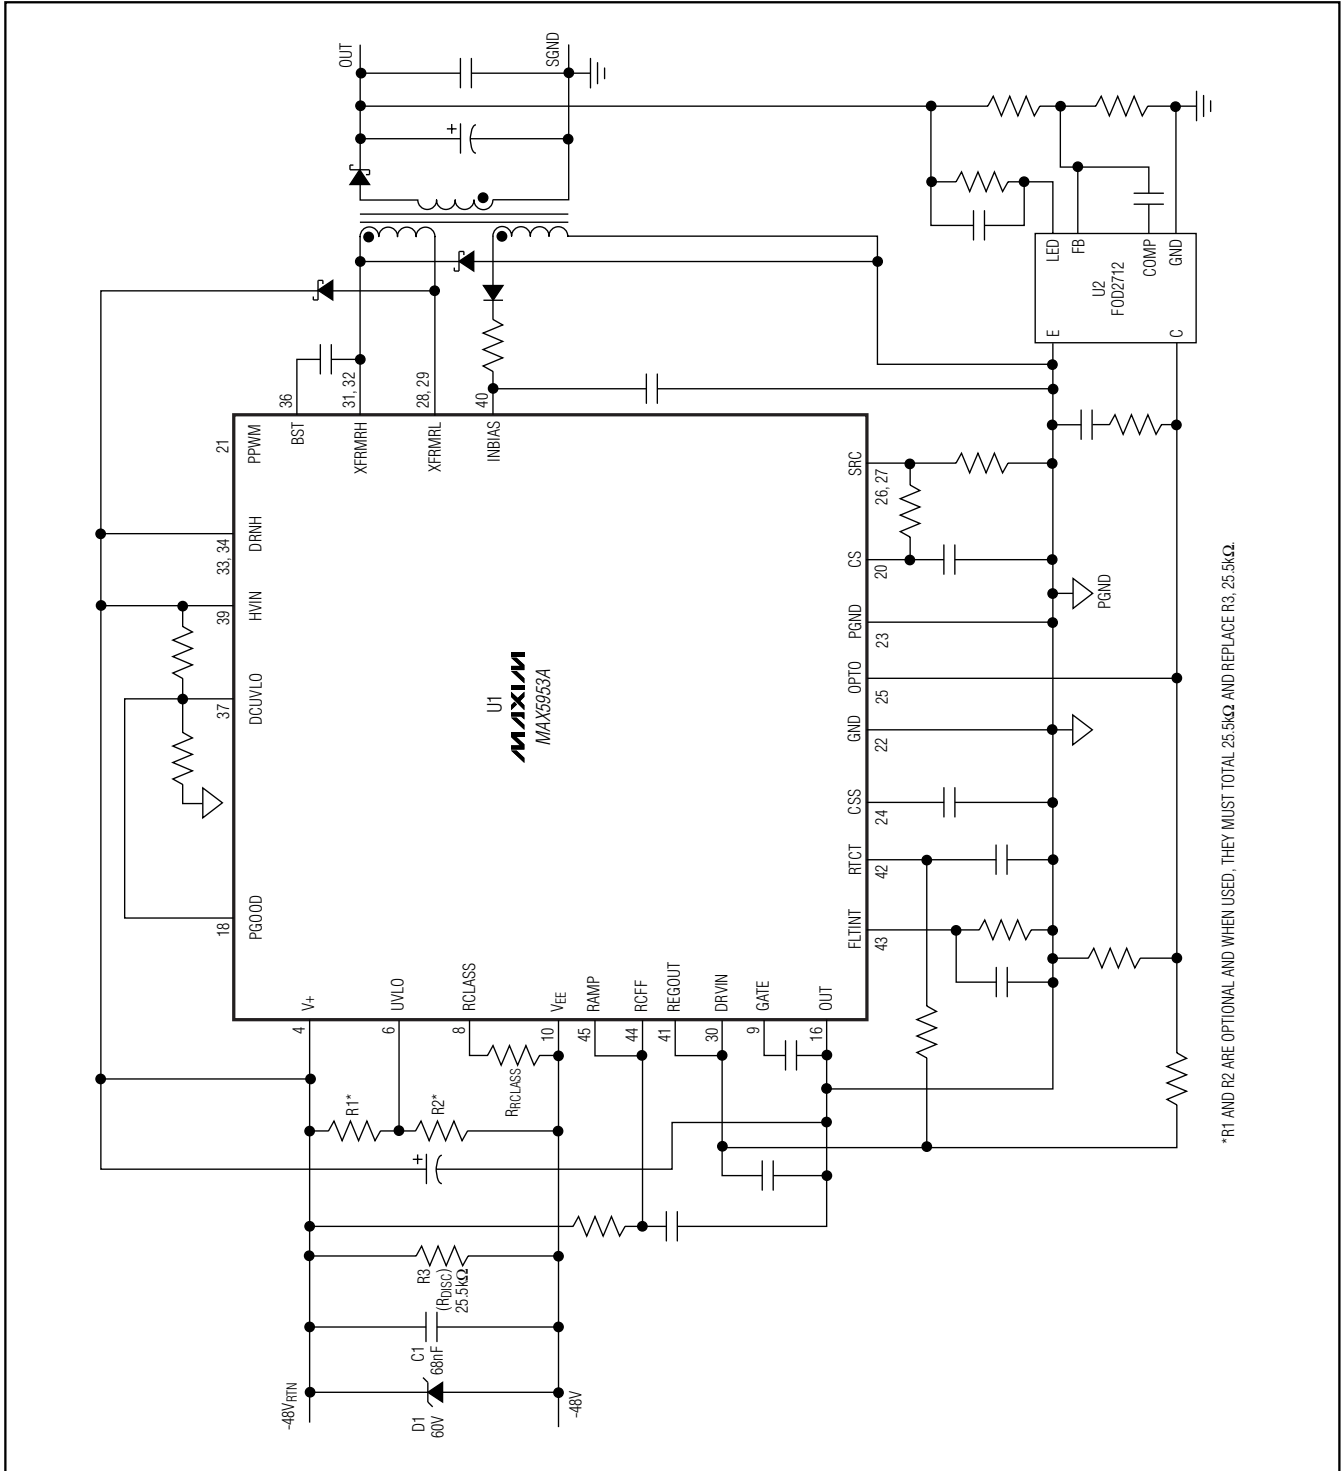 -48VRTN
D1
60V
-48V
C1
68nF
R3
(RDISC)
25.5kΩ
R1*
R2*
RRCLASS
4
V+
6
UVLO
8
RCLASS
10
VEE
45
RAMP
44
RCFF
41
REGOUT
30
DRVIN
9
GATE
16
OUT
18
PGOOD
37
DCUVLO
39
HVIN
33, 34
DRNH
21
PPWM
U1
MAXIM
MAX5953A
43
FLTINT
42
RTCT
24
CSS
22
GND
25
OPTO
23
PGND
20
CS
26, 27
SRC
36
BST
31, 32
XFRMRH
28, 29
XFRMRL
40
INBIAS
PGND
OUT
SGND
U2
FOD2712
LED
FB
COMP
GND
E
C
*R1 AND R2 ARE OPTIONAL AND WHEN USED, THEY MUST TOTAL 25.5kΩ AND REPLACE R3, 25.5kΩ.